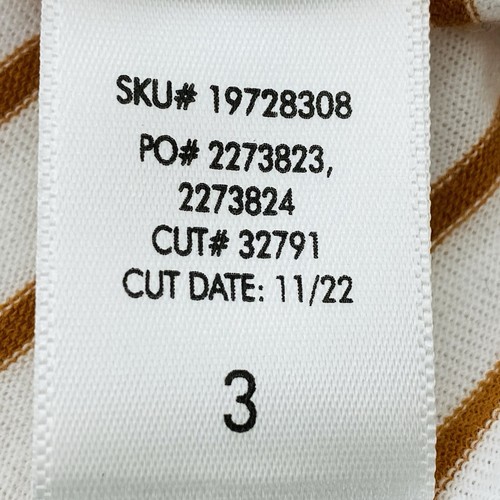 SKU# 19728308
PO# 2273823,
2273824
CUT# 32791
CUT DATE: 11/22
3